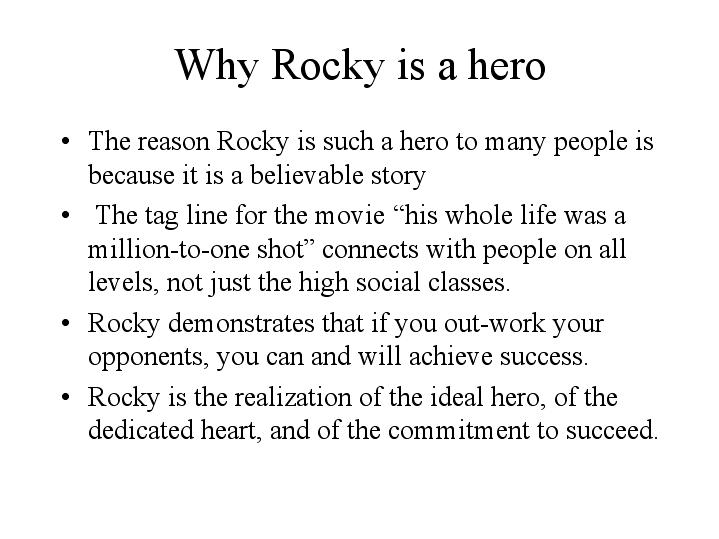 Why Rocky is a hero
• The reason Rocky is such a hero to many people is
because it is a believable story
• The tag line for the movie “his whole life was a
million-to-one shot” connects with people on all
levels, not just the high social classes.
• Rocky demonstrates that if you out-work your
opponents, you can and will achieve success.
• Rocky is the realization of the ideal hero, of the
dedicated heart, and of the commitment to succeed.